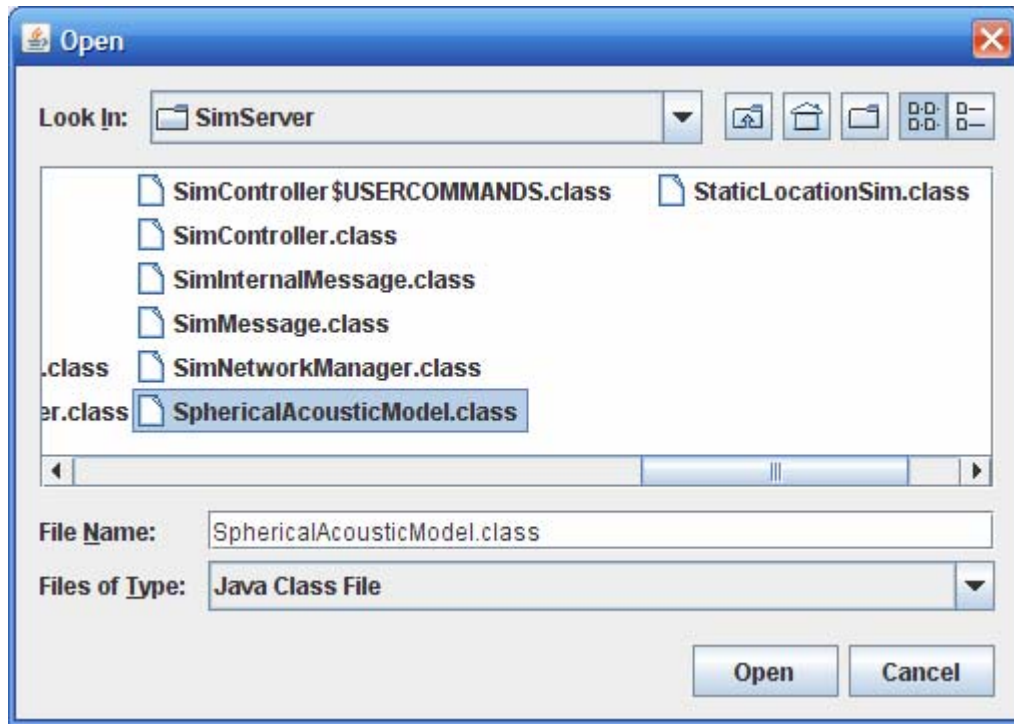 Open
Look In: SimServer
SimController$USERCOMMANDS.class StaticLocationSim.class
SimController.class
SimInternalMessage.class
SimMessage.class
.class SimNetworkManager.class
er.class SphericalAcousticModel.class
File Name: SphericalAcousticModel.class
Files of Type: Java Class File
Open Cancel